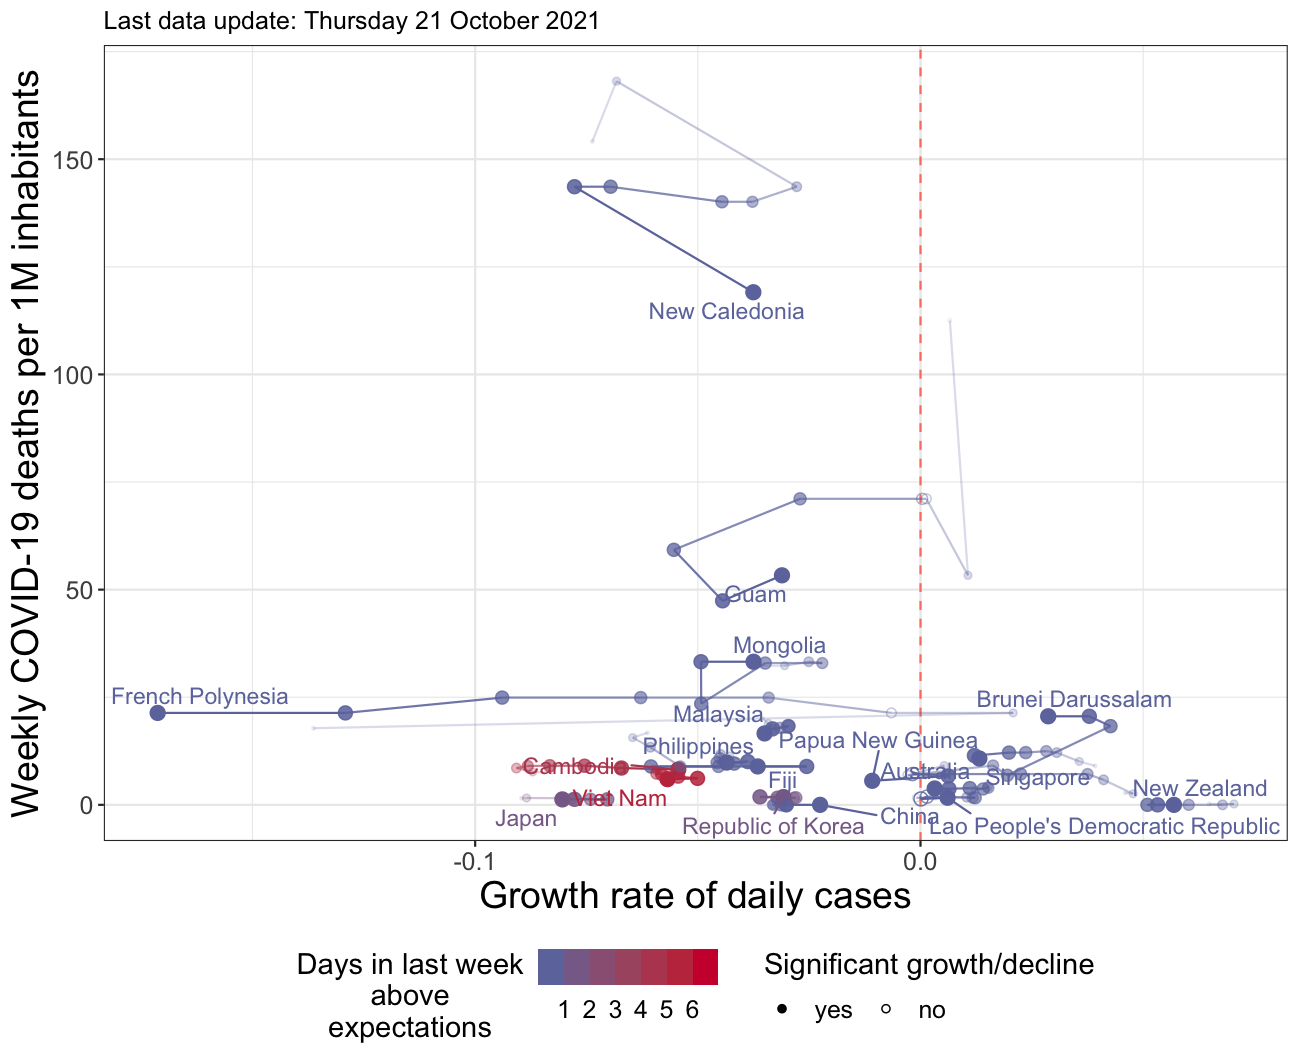 Last data update: Thursday 21 October 2021
Weekly COVID-19 deaths per 1M inhabitants
150
100
50
0
New Caledonia
Guam
Mongolia
French Polynesia
Brunei Darussalam
Malaysia
Philippines
Papua New Guinea
Cambodia
Australia
Fiji
Singapore
New Zealand
Viet Nam
Japan
Republic of Korea
China
Lao People's Democratic Republic
-0.1
0.0
Growth rate of daily cases
Days in last week
above
expectations
1 2 3 4 5 6
Significant growth/decline
yes
no